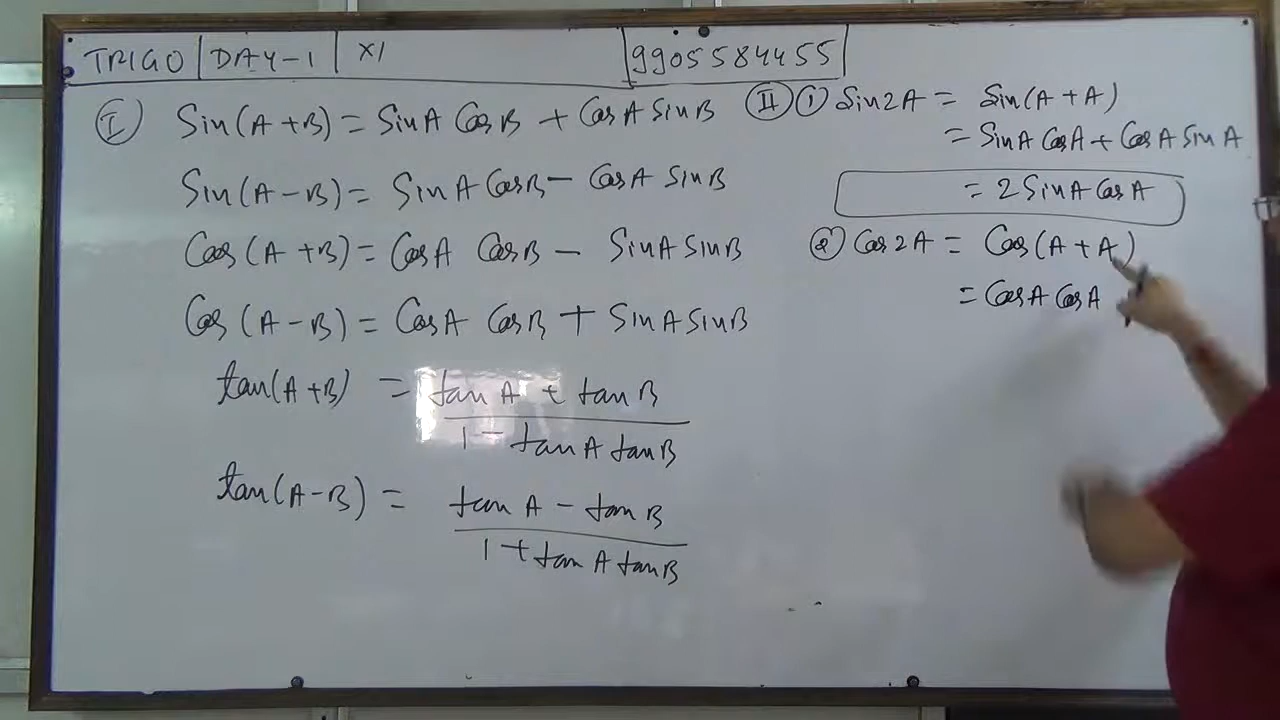 TRIGO | DAY-1 | XI
9905584455
(I) Sin(A+B) = SinA CosB + CosA SinB
Sin(A-B) = SinA CosB - CosA SinB
Cos(A+B) = CosA CosB - SinA SinB
Cos(A-B) = CosA CosB + SinA SinB
tan(A+B) = tanA + tanB
1 - tanA tanB
tan(A-B) = tanA - tanB
1 + tanA tanB
(II) (1) Sin2A = Sin(A+A)
= SinA CosA + CosA SinA
= 2 SinA CosA
(2) Cos2A = Cos(A+A)
= CosA CosA